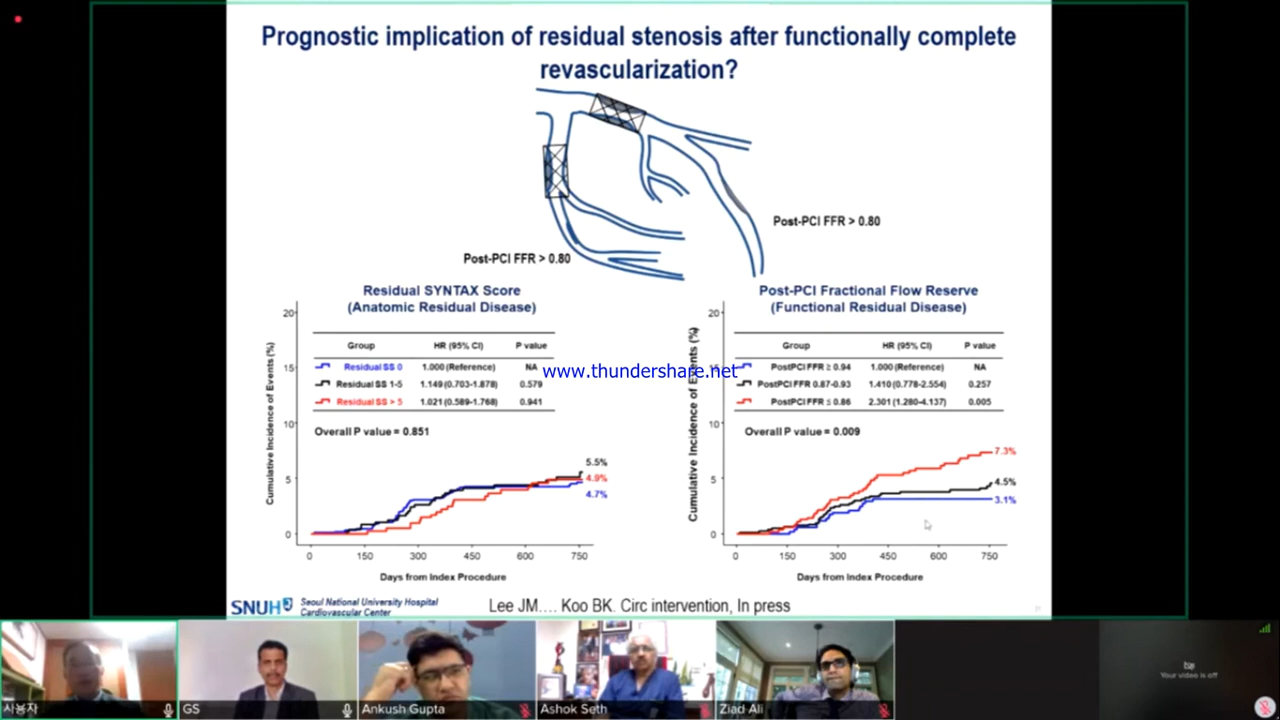 Prognostic implication of residual stenosis after functionally complete
revascularization?
Post-PCI FFR > 0.80
Post-PCI FFR > 0.80
Residual SYNTAX Score
(Anatomic Residual Disease)
Cumulative Incidence of Events (%)
20
15
10
5
0
Group HR (95% CI) P value
Residual SS 0 1.000 (Reference) NA
Residual SS 1-5 1.149 (0.703-1.878) 0.579
Residual SS > 5 1.021 (0.589-1.768) 0.941
Overall P value = 0.851
5.5%
4.9%
4.7%
0 150 300 450 600 750
Days from Index Procedure
Post-PCI Fractional Flow Reserve
(Functional Residual Disease)
Cumulative Incidence of Events (%)
20
15
10
5
0
Group HR (95% CI) P value
PostPCI FFR ≥ 0.94 1.000 (Reference) NA
PostPCI FFR 0.87-0.93 1.410 (0.778-2.554) 0.257
PostPCI FFR ≤ 0.86 2.301 (1.280-4.137) 0.005
Overall P value = 0.009
7.3%
4.5%
3.1%
0 150 300 450 600 750
Days from Index Procedure
www.thundershare.net
SNUH Seoul National University Hospital
Cardiovascular Center
Lee JM.... Koo BK. Circ intervention, In press
사용자
GS
Ankush Gupta
Ashok Seth
Ziad Ali
Your video is off